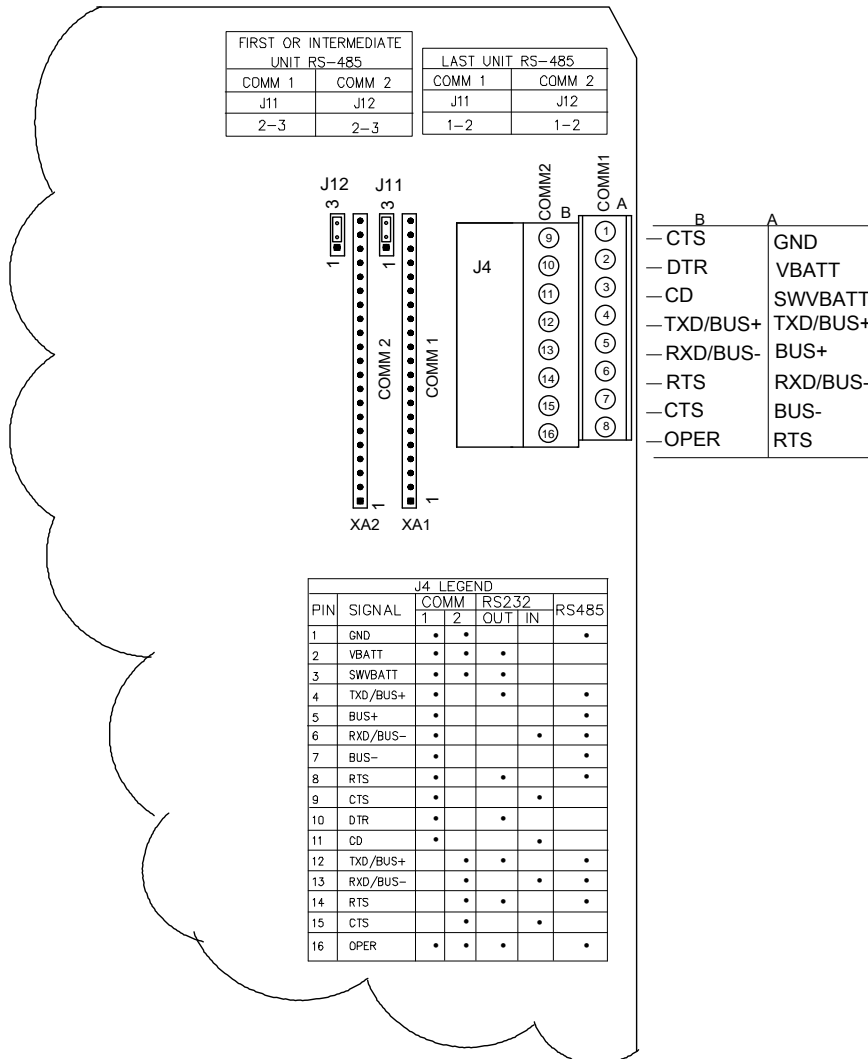 FIRST OR INTERMEDIATE
UNIT RS-485
COMM 1 COMM 2
J11 J12
2-3 2-3
LAST UNIT RS-485
COMM 1 COMM 2
J11 J12
1-2 1-2
J12 J11
3 3
1 1
COMM 2
COMM 1
1 1
XA2 XA1
COMM2
COMM1
B A
J4
9 1
10 2
11 3
12 4
13 5
14 6
15 7
16 8
B A
CTS GND
DTR VBATT
CD SWVBATT
TXD/BUS+ TXD/BUS+
RXD/BUS- BUS+
RTS RXD/BUS-
CTS BUS-
OPER RTS
J4 LEGEND
PIN SIGNAL COMM RS232 RS485
1 2 OUT IN
1 GND • • •
2 VBATT • • •
3 SWVBATT • • •
4 TXD/BUS+ • • •
5 BUS+ • •
6 RXD/BUS- • • •
7 BUS- • •
8 RTS • • •
9 CTS • •
10 DTR • •
11 CD • •
12 TXD/BUS+ • • •
13 RXD/BUS- • • •
14 RTS • • •
15 CTS • •
16 OPER • • • •